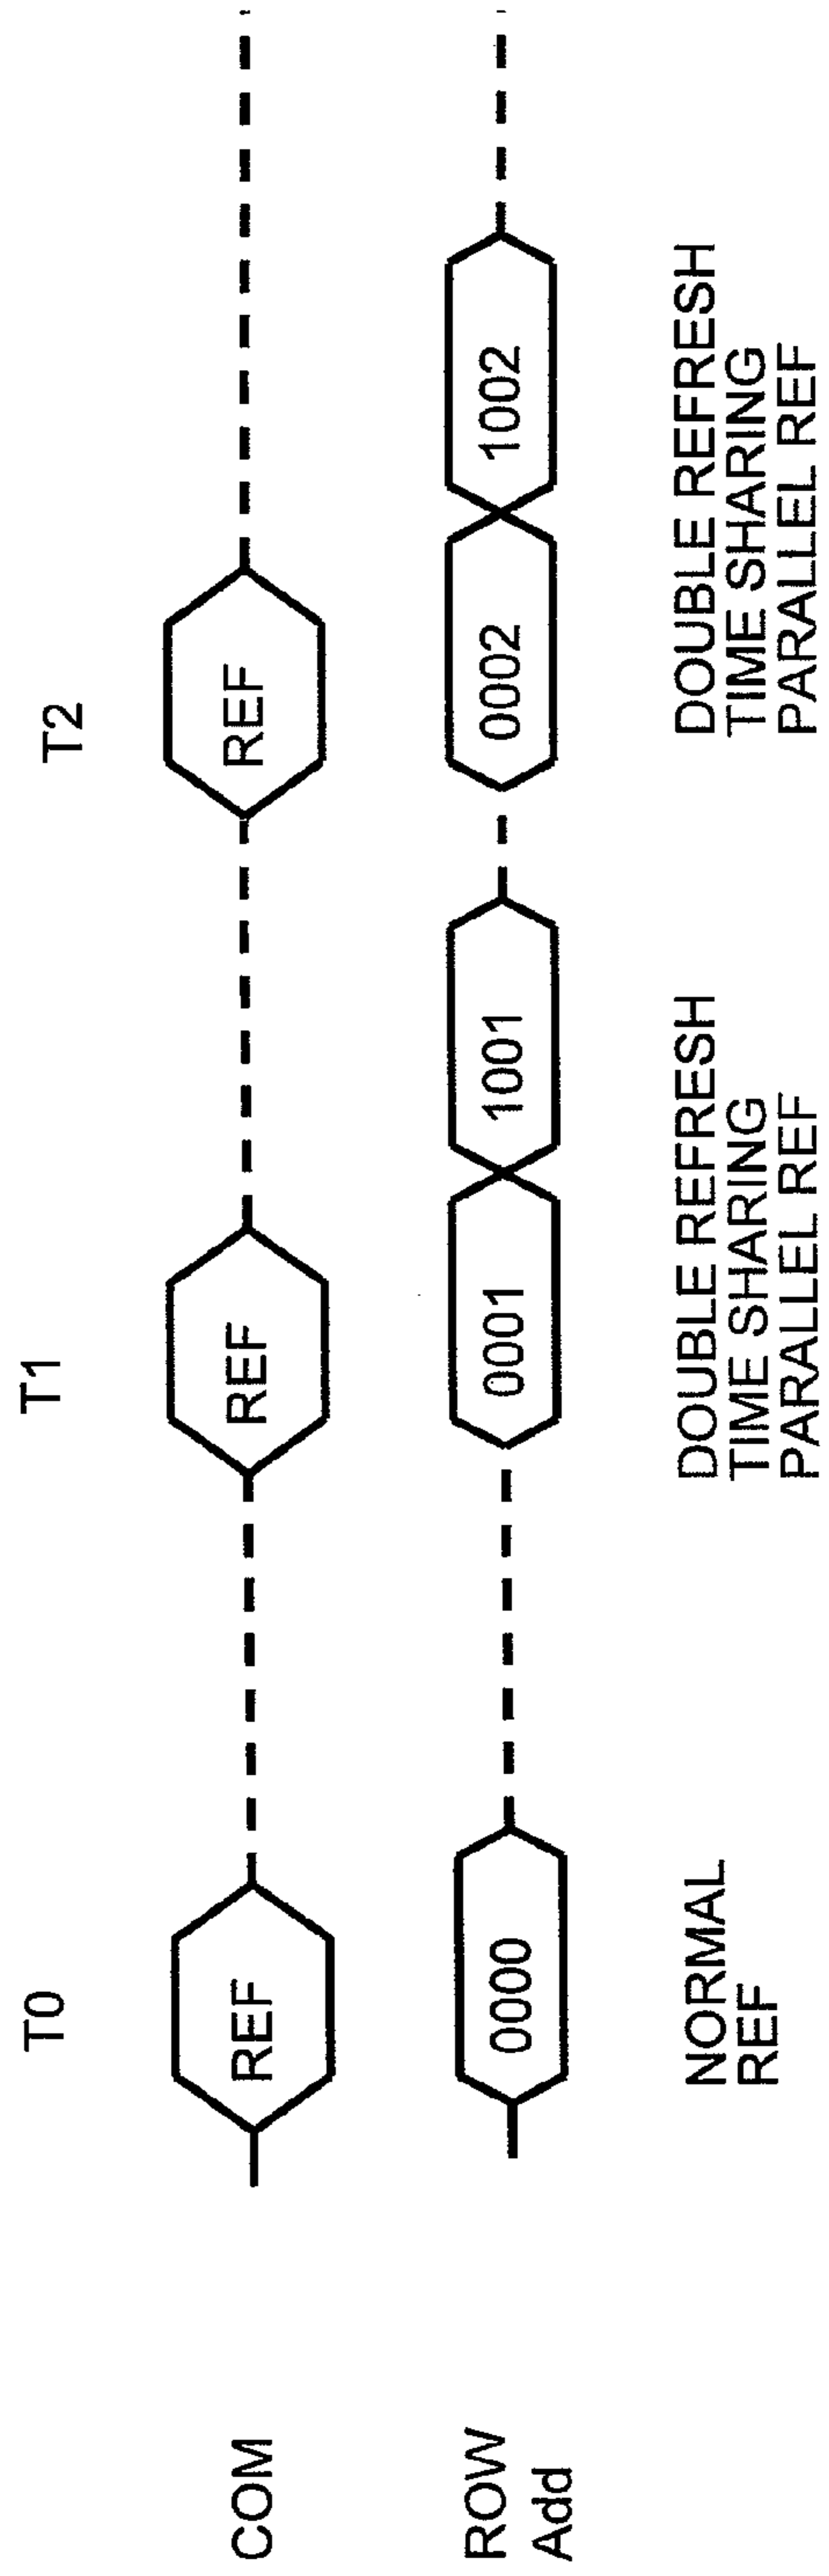 T0
T1
T2
COM
REF
REF
REF
ROW
Add
0000
0001
1001
0002
1002
NORMAL
REF
DOUBLE REFRESH
TIME SHARING
PARALLEL REF
DOUBLE REFRESH
TIME SHARING
PARALLEL REF